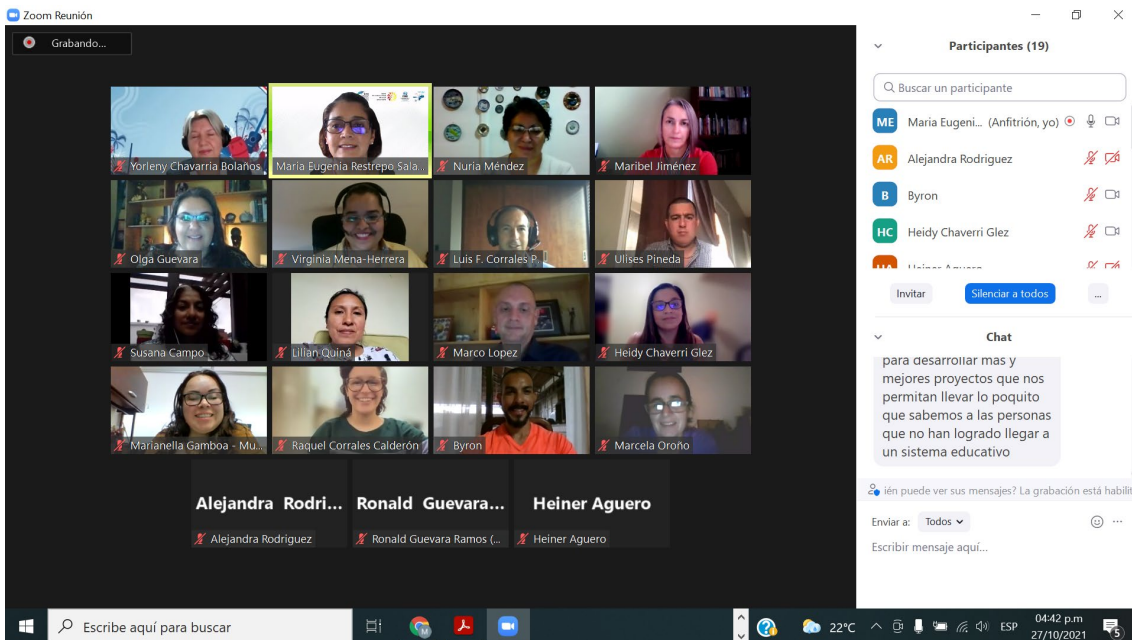 Zoom Reunión
Grabando...
Yorleny Chavarría Bolaños
Maria Eugenia Restrepo Sala...
Nuria Méndez
Maribel Jiménez
Olga Guevara
Virginia Mena-Herrera
Luis F. Corrales P.
Ulises Pineda
Susana Campo
Lilian Quiná
Marco Lopez
Heidy Chaverri Glez
Marianella Gamboa - Mu...
Raquel Corrales Calderón
Byron
Marcela Oroño
Alejandra Rodri...
Ronald Guevara...
Heiner Aguero
Alejandra Rodriguez
Ronald Guevara Ramos (...
Heiner Aguero
Participantes (19)
Buscar un participante
ME Maria Eugeni... (Anfitrión, yo)
AR Alejandra Rodriguez
B Byron
HC Heidy Chaverri Glez
HA Heiner Aguero
Invitar
Silenciar a todos
...
Chat
para desarrollar mas y
mejores proyectos que nos
permitan llevar lo poquito
que sabemos a las personas
que no han logrado llegar a
un sistema educativo
ién puede ver sus mensajes? La grabación está habilit
Enviar a: Todos
Escribir mensaje aquí...
Escribe aquí para buscar
22°C
ESP
04:42 p.m
27/10/2021
5